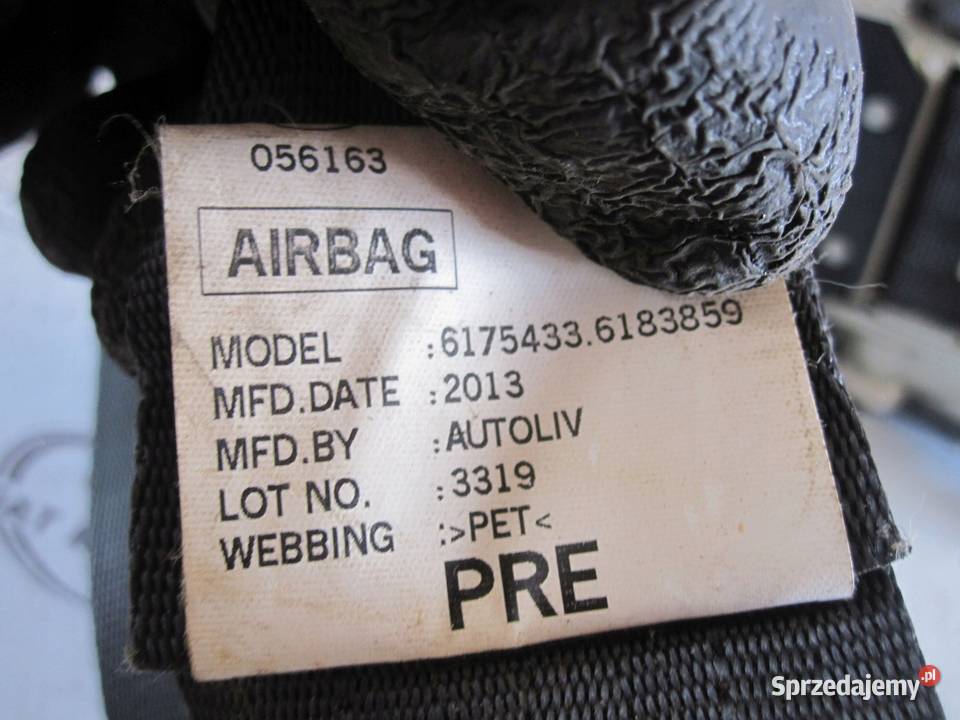 056163
AIRBAG
MODEL :6175433.6183859
MFD.DATE :2013
MFD.BY :AUTOLIV
LOT NO. :3319
WEBBING :>PET<
PRE
Sprzedajemy.pl